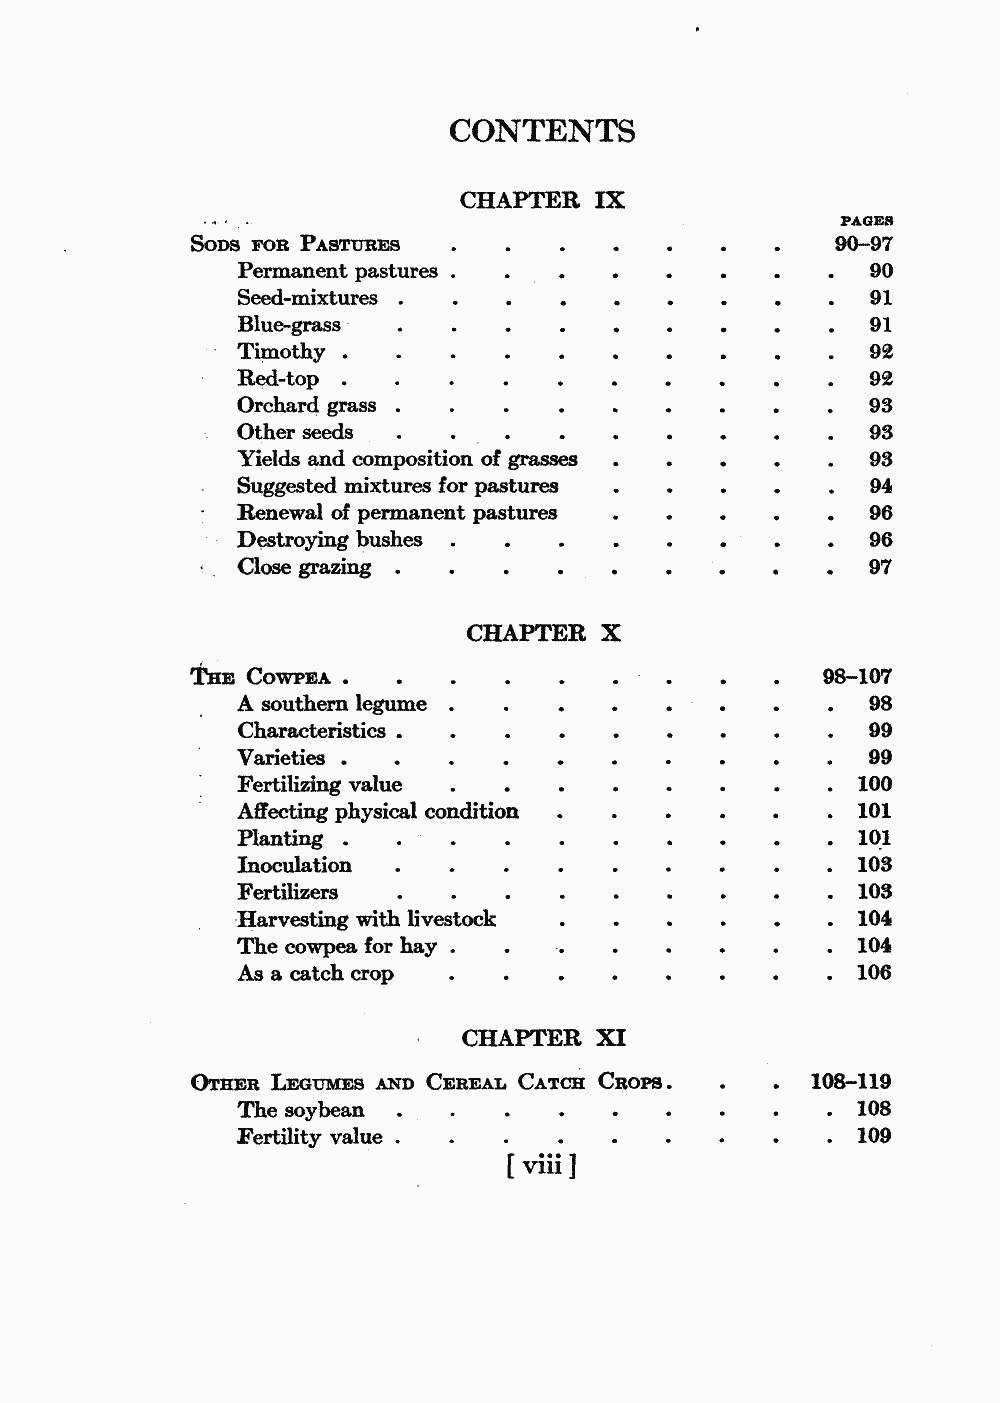 CONTENTS
CHAPTER IX
PAGES
SODS FOR PASTURES . . . . . . . 90–97
Permanent pastures . . . . . . . . 90
Seed-mixtures . . . . . . . . . 91
Blue-grass . . . . . . . . . 91
Timothy . . . . . . . . . . 92
Red-top . . . . . . . . . . 92
Orchard grass . . . . . . . . . 93
Other seeds . . . . . . . . . 93
Yields and composition of grasses . . . . . 93
Suggested mixtures for pastures . . . . . 94
Renewal of permanent pastures . . . . . 96
Destroying bushes . . . . . . . . 96
Close grazing . . . . . . . . . 97
CHAPTER X
THE COWPEA . . . . . . . . . 98–107
A southern legume . . . . . . . . 98
Characteristics . . . . . . . . . 99
Varieties . . . . . . . . . . 99
Fertilizing value . . . . . . . . 100
Affecting physical condition . . . . . . 101
Planting . . . . . . . . . . 101
Inoculation . . . . . . . . . 103
Fertilizers . . . . . . . . . 103
Harvesting with livestock . . . . . . 104
The cowpea for hay . . . . . . . . 104
As a catch crop . . . . . . . . 106
CHAPTER XI
OTHER LEGUMES AND CEREAL CATCH CROPS . . . 108–119
The soybean . . . . . . . . . 108
Fertility value . . . . . . . . . 109
[ viii ]